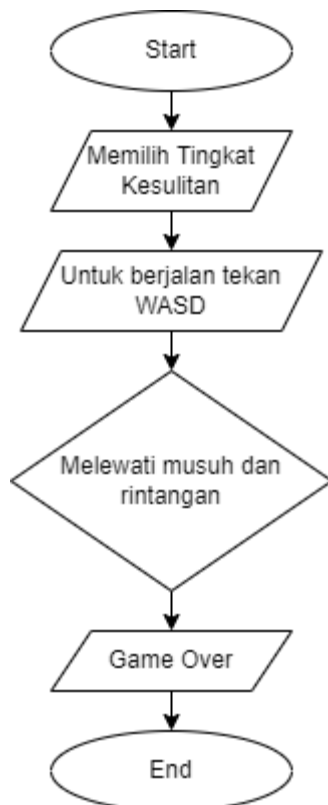 Start
Memilih Tingkat
Kesulitan
Untuk berjalan tekan
WASD
Melewati musuh dan
rintangan
Game Over
End